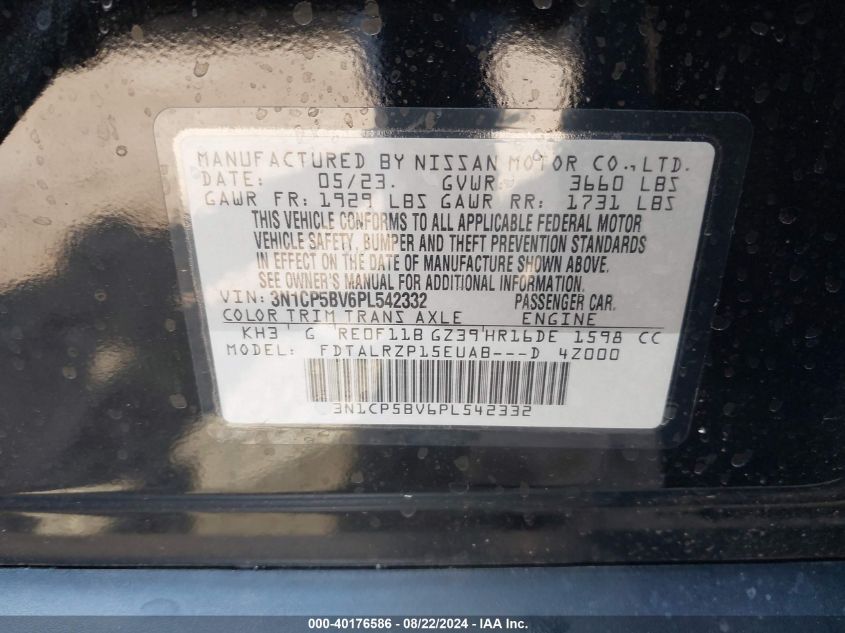 MANUFACTURED BY NISSAN MOTOR CO., LTD.
DATE: 05/23. GVWR: 3660 LBS
GAWR FR: 1929 LBS GAWR RR: 1731 LBS
THIS VEHICLE CONFORMS TO ALL APPLICABLE FEDERAL MOTOR
VEHICLE SAFETY, BUMPER AND THEFT PREVENTION STANDARDS
IN EFFECT ON THE DATE OF MANUFACTURE SHOWN ABOVE.
SEE OWNER'S MANUAL FOR ADDITIONAL INFORMATION.
VIN: 3N1CP5BV6PL542332 PASSENGER CAR.
COLOR TRIM TRANS AXLE ENGINE
KH3 G RE0F11B GZ39 HR16DE 1598 CC
MODEL: FDTALRZP15EUAB---D 4Z000
3N1CP5BV6PL542332
000-40176586 - 08/22/2024 - IAA Inc.